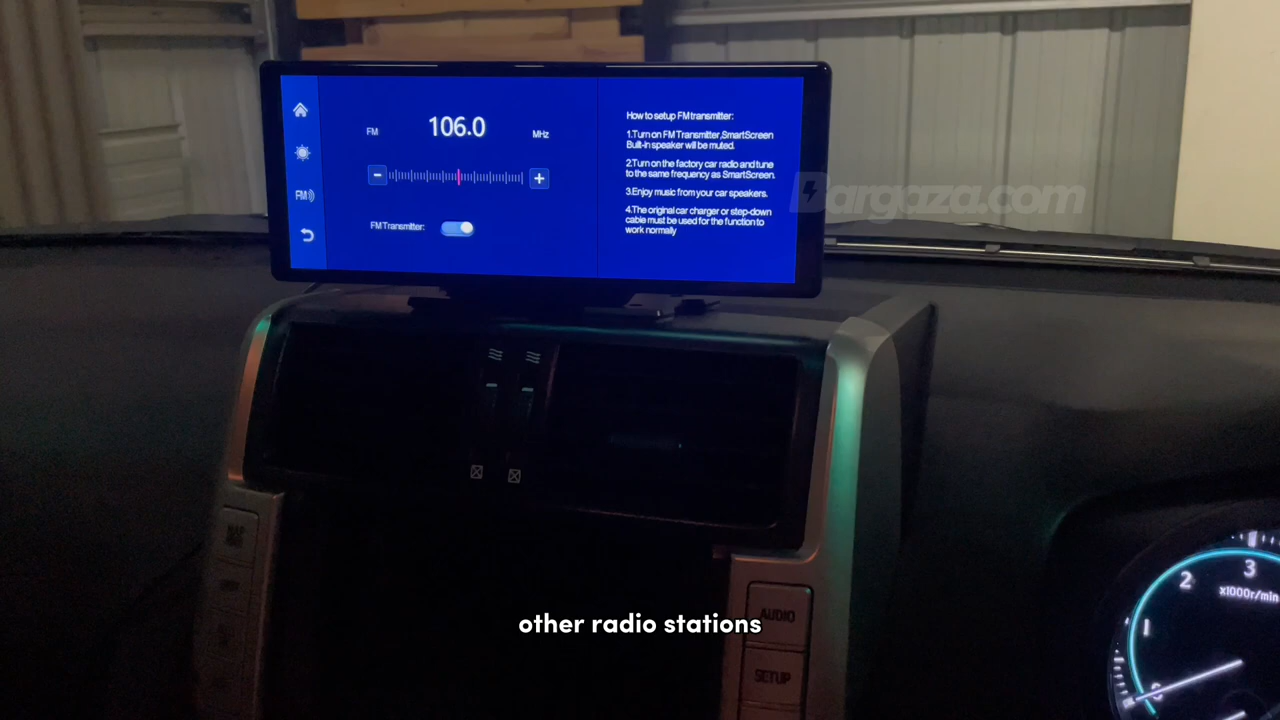 FM
106.0
MHz
FM
-
+
FM Transmitter:
How to setup FM transmitter:
1.Turn on FM Transmitter,SmartScreen
Built-in speaker will be muted.
2.Turn on the factory car radio and tune
to the same frequency as SmartScreen.
3.Enjoy music from your car speakers.
4.The original car charger or step-down
cable must be used for the function to
work normally
Bargaza.com
AUDIO
SETUP
other radio stations
3
2
x1000r/min
1
0